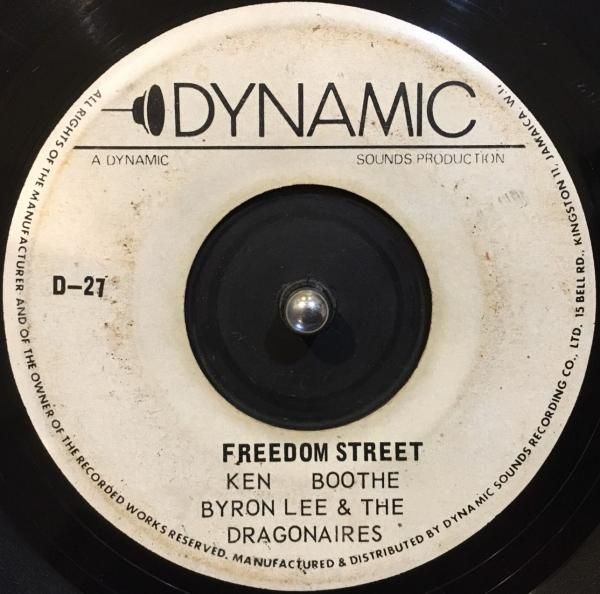 DYNAMIC
A DYNAMIC SOUNDS PRODUCTION
D-27
FREEDOM STREET
KEN BOOTHE
BYRON LEE & THE
DRAGONAIRES
ALL RIGHTS OF THE MANUFACTURER AND OF THE OWNER OF THE RECORDED WORKS RESERVED. MANUFACTURED & DISTRIBUTED BY DYNAMIC SOUNDS RECORDING CO., LTD. 15 BELL RD., KINGSTON 11, JAMAICA, W.I.